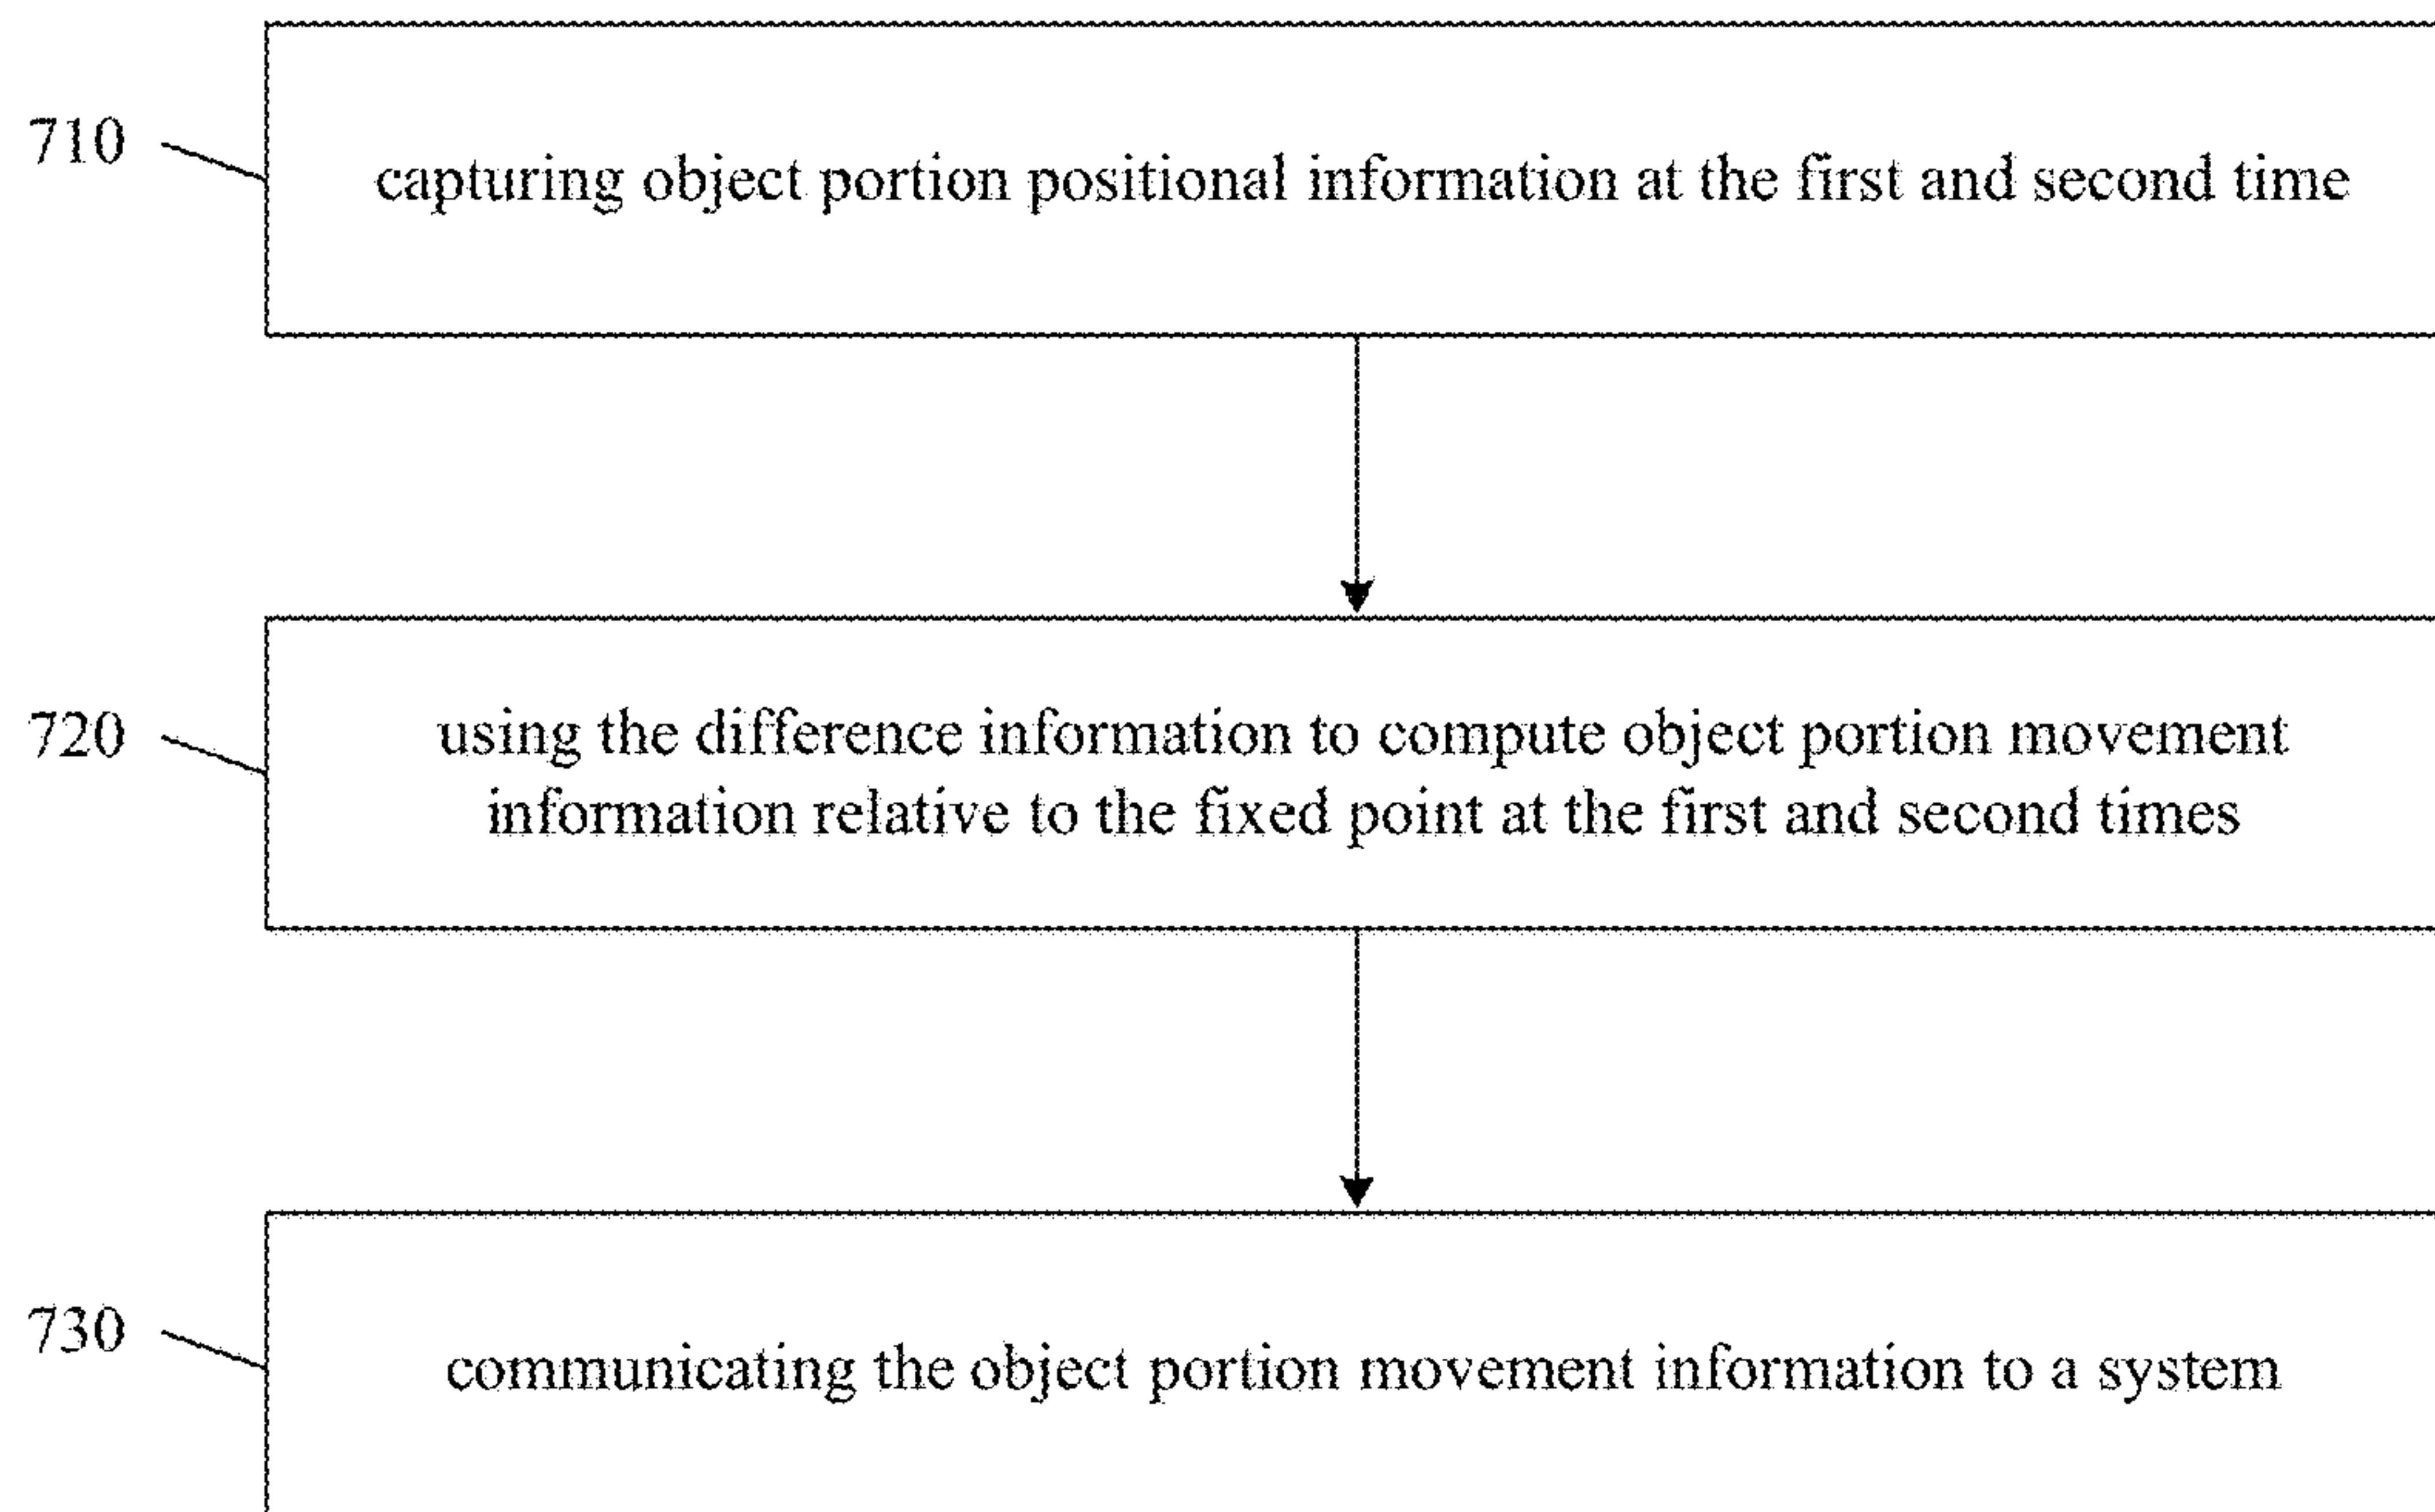 710
capturing object portion positional information at the first and second time
720
using the difference information to compute object portion movement
information relative to the fixed point at the first and second times
730
communicating the object portion movement information to a system